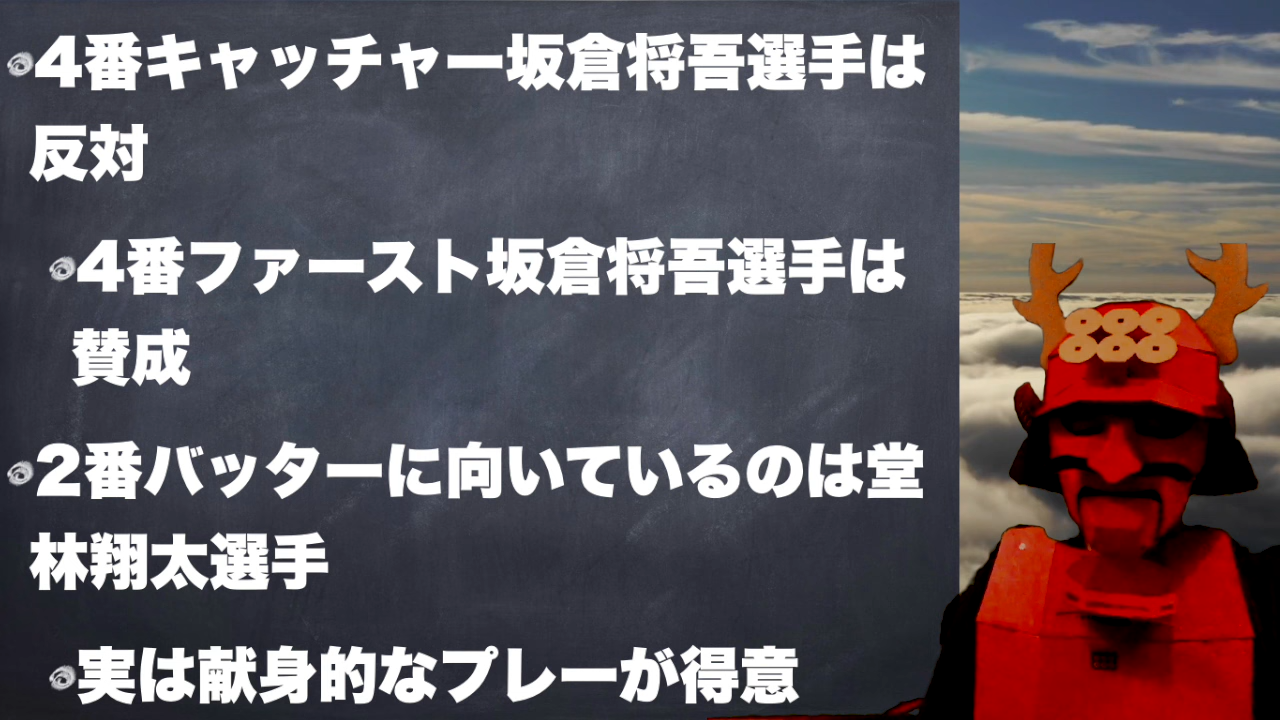 4番キャッチャー坂倉将吾選手は
反対
4番ファースト坂倉将吾選手は
賛成
2番バッターに向いているのは堂
林翔太選手
実は献身的なプレーが得意